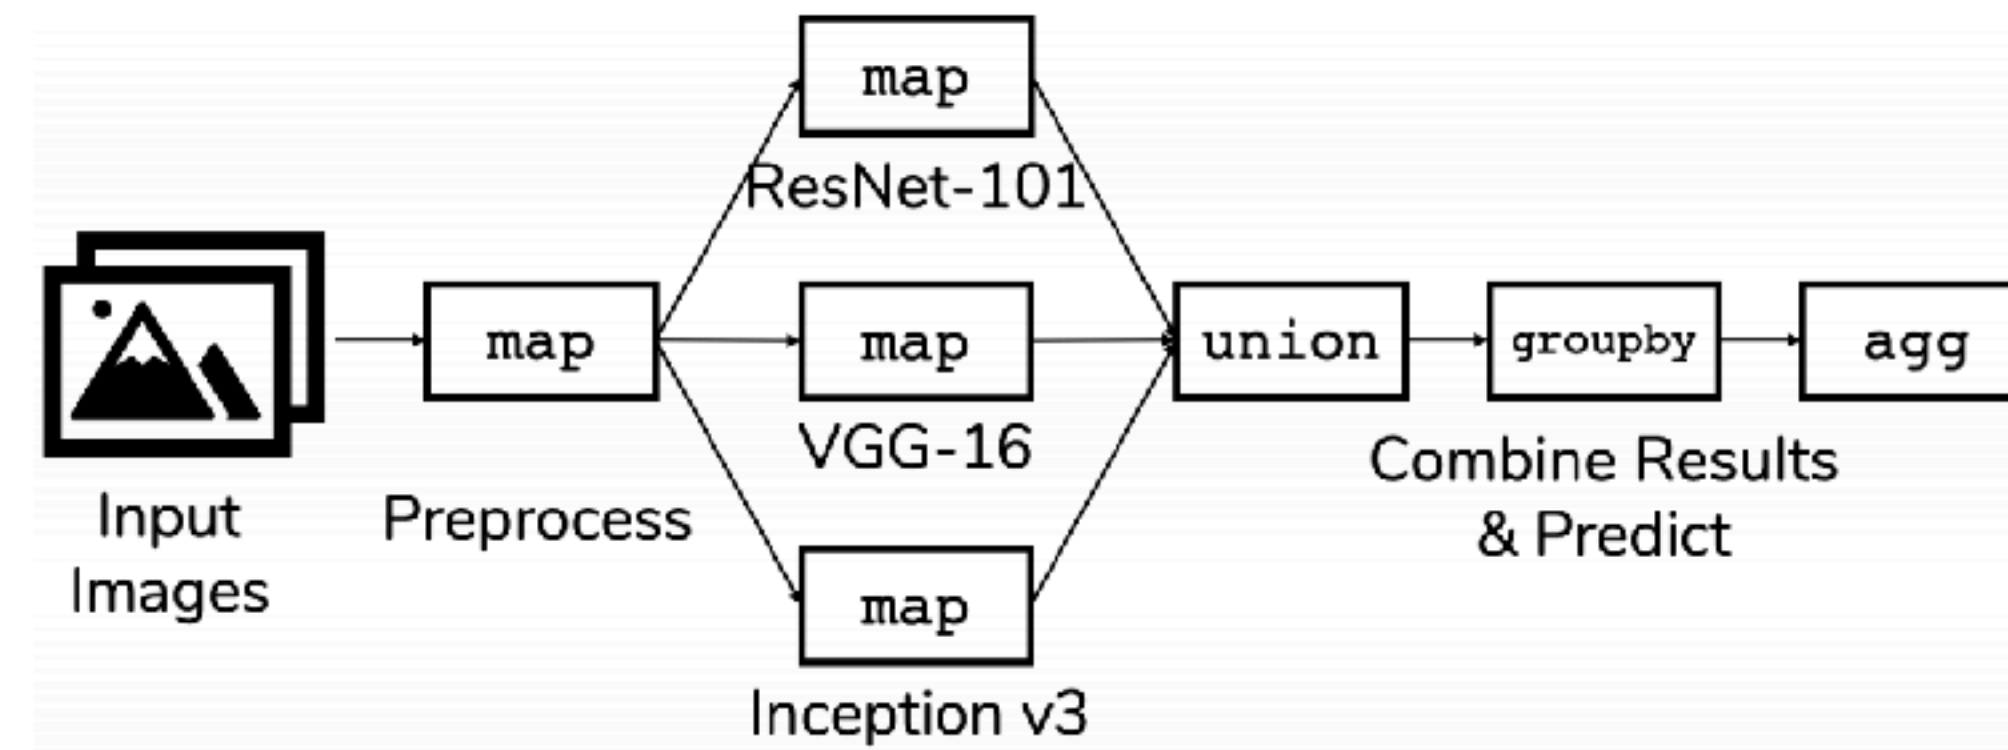 map
ResNet-101
map
map
union
groupby
agg
VGG-16
Combine Results
& Predict
Input
Images
Preprocess
map
Inception v3